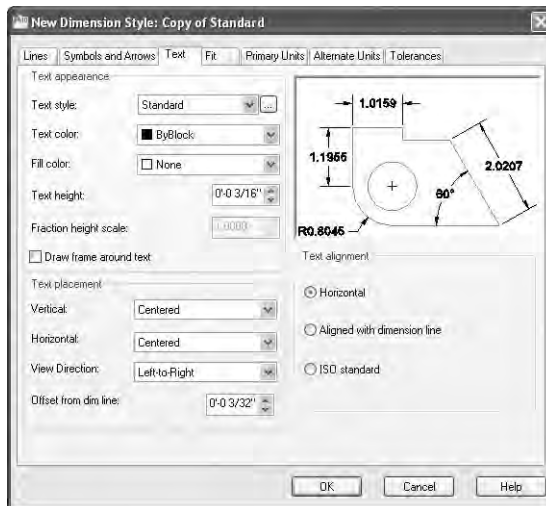 New Dimension Style: Copy of Standard
Lines Symbols and Arrows Text Fit Primary Units Alternate Units Tolerances
Text appearance
Text style: Standard ...
Text color: ByBlock
Fill color: None
Text height: 0'-0 3/16"
Fraction height scale: 1.0000
Draw frame around text
Text placement
Vertical: Centered
Horizontal: Centered
View Direction: Left-to-Right
Offset from dim line: 0'-0 3/32"
1.0159
1.1955
2.0207
60°
R0.8045
Text alignment
Horizontal
Aligned with dimension line
ISO standard
OK Cancel Help